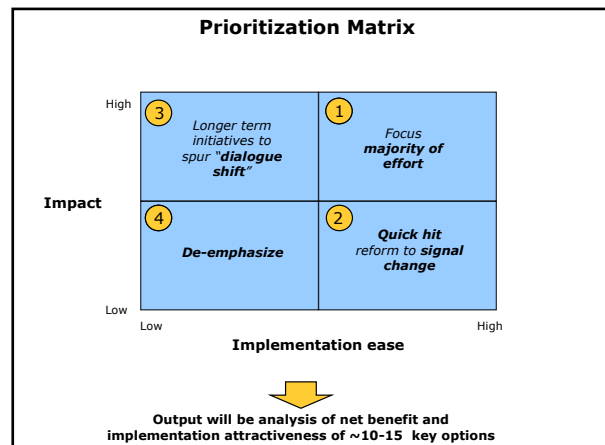 Prioritization Matrix
High
3
Longer term
initiatives to
spur "dialogue
shift"
1
Focus
majority of
effort
Impact
4
De-emphasize
2
Quick hit
reform to signal
change
Low
Low
High
Implementation ease
Output will be analysis of net benefit and
implementation attractiveness of ~10-15 key options